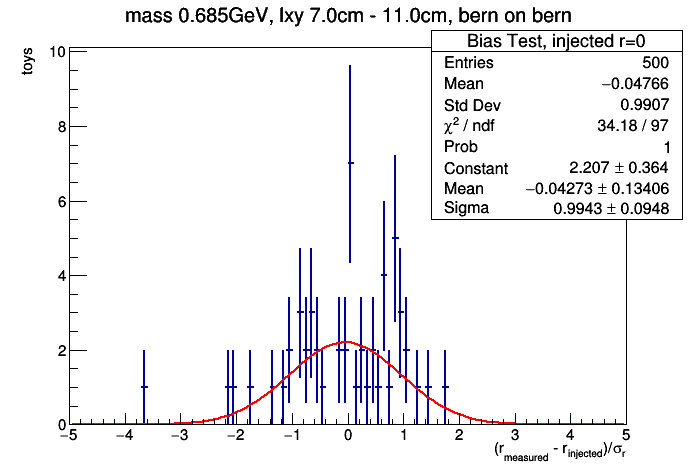 mass 0.685GeV, lxy 7.0cm - 11.0cm, bern on bern
Bias Test, injected r=0
Entries 500
Mean −0.04766
Std Dev 0.9907
χ² / ndf 34.18 / 97
Prob 1
Constant 2.207 ± 0.364
Mean −0.04273 ± 0.13406
Sigma 0.9943 ± 0.0948
toys
10
8
6
4
2
0
−5 −4 −3 −2 −1 0 1 2 3 4 5
(r_measured - r_injected)/σ_r